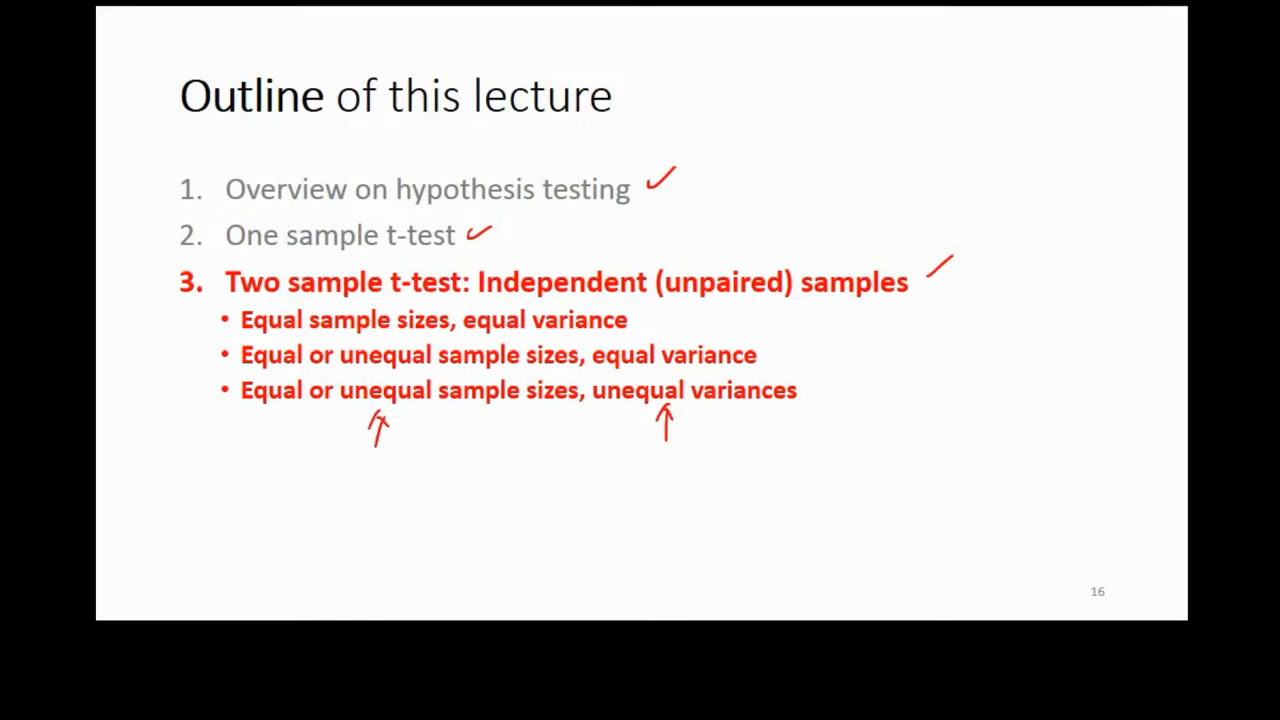 Outline of this lecture
1. Overview on hypothesis testing
2. One sample t-test
3. Two sample t-test: Independent (unpaired) samples
• Equal sample sizes, equal variance
• Equal or unequal sample sizes, equal variance
• Equal or unequal sample sizes, unequal variances
16